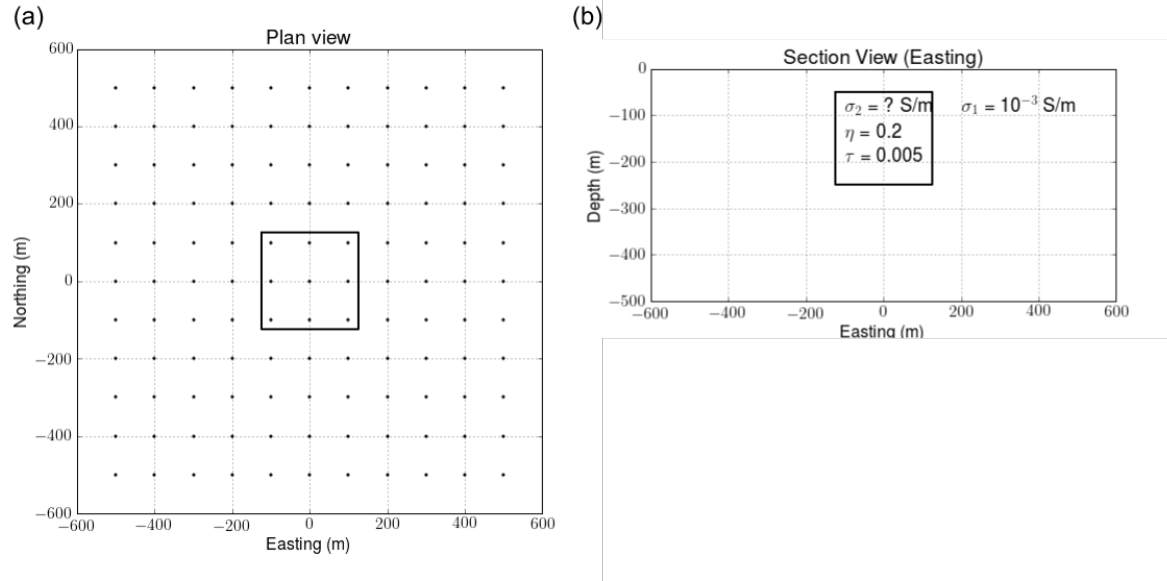 (a)
Plan view
600
400
200
0
−200
−400
−600
−600 −400 −200 0 200 400 600
Northing (m)
Easting (m)
(b)
Section View (Easting)
0
−100
−200
−300
−400
−500
−600 −400 −200 0 200 400 600
Depth (m)
Easting (m)
σ₂ = ? S/m
η = 0.2
τ = 0.005
σ₁ = 10⁻³ S/m